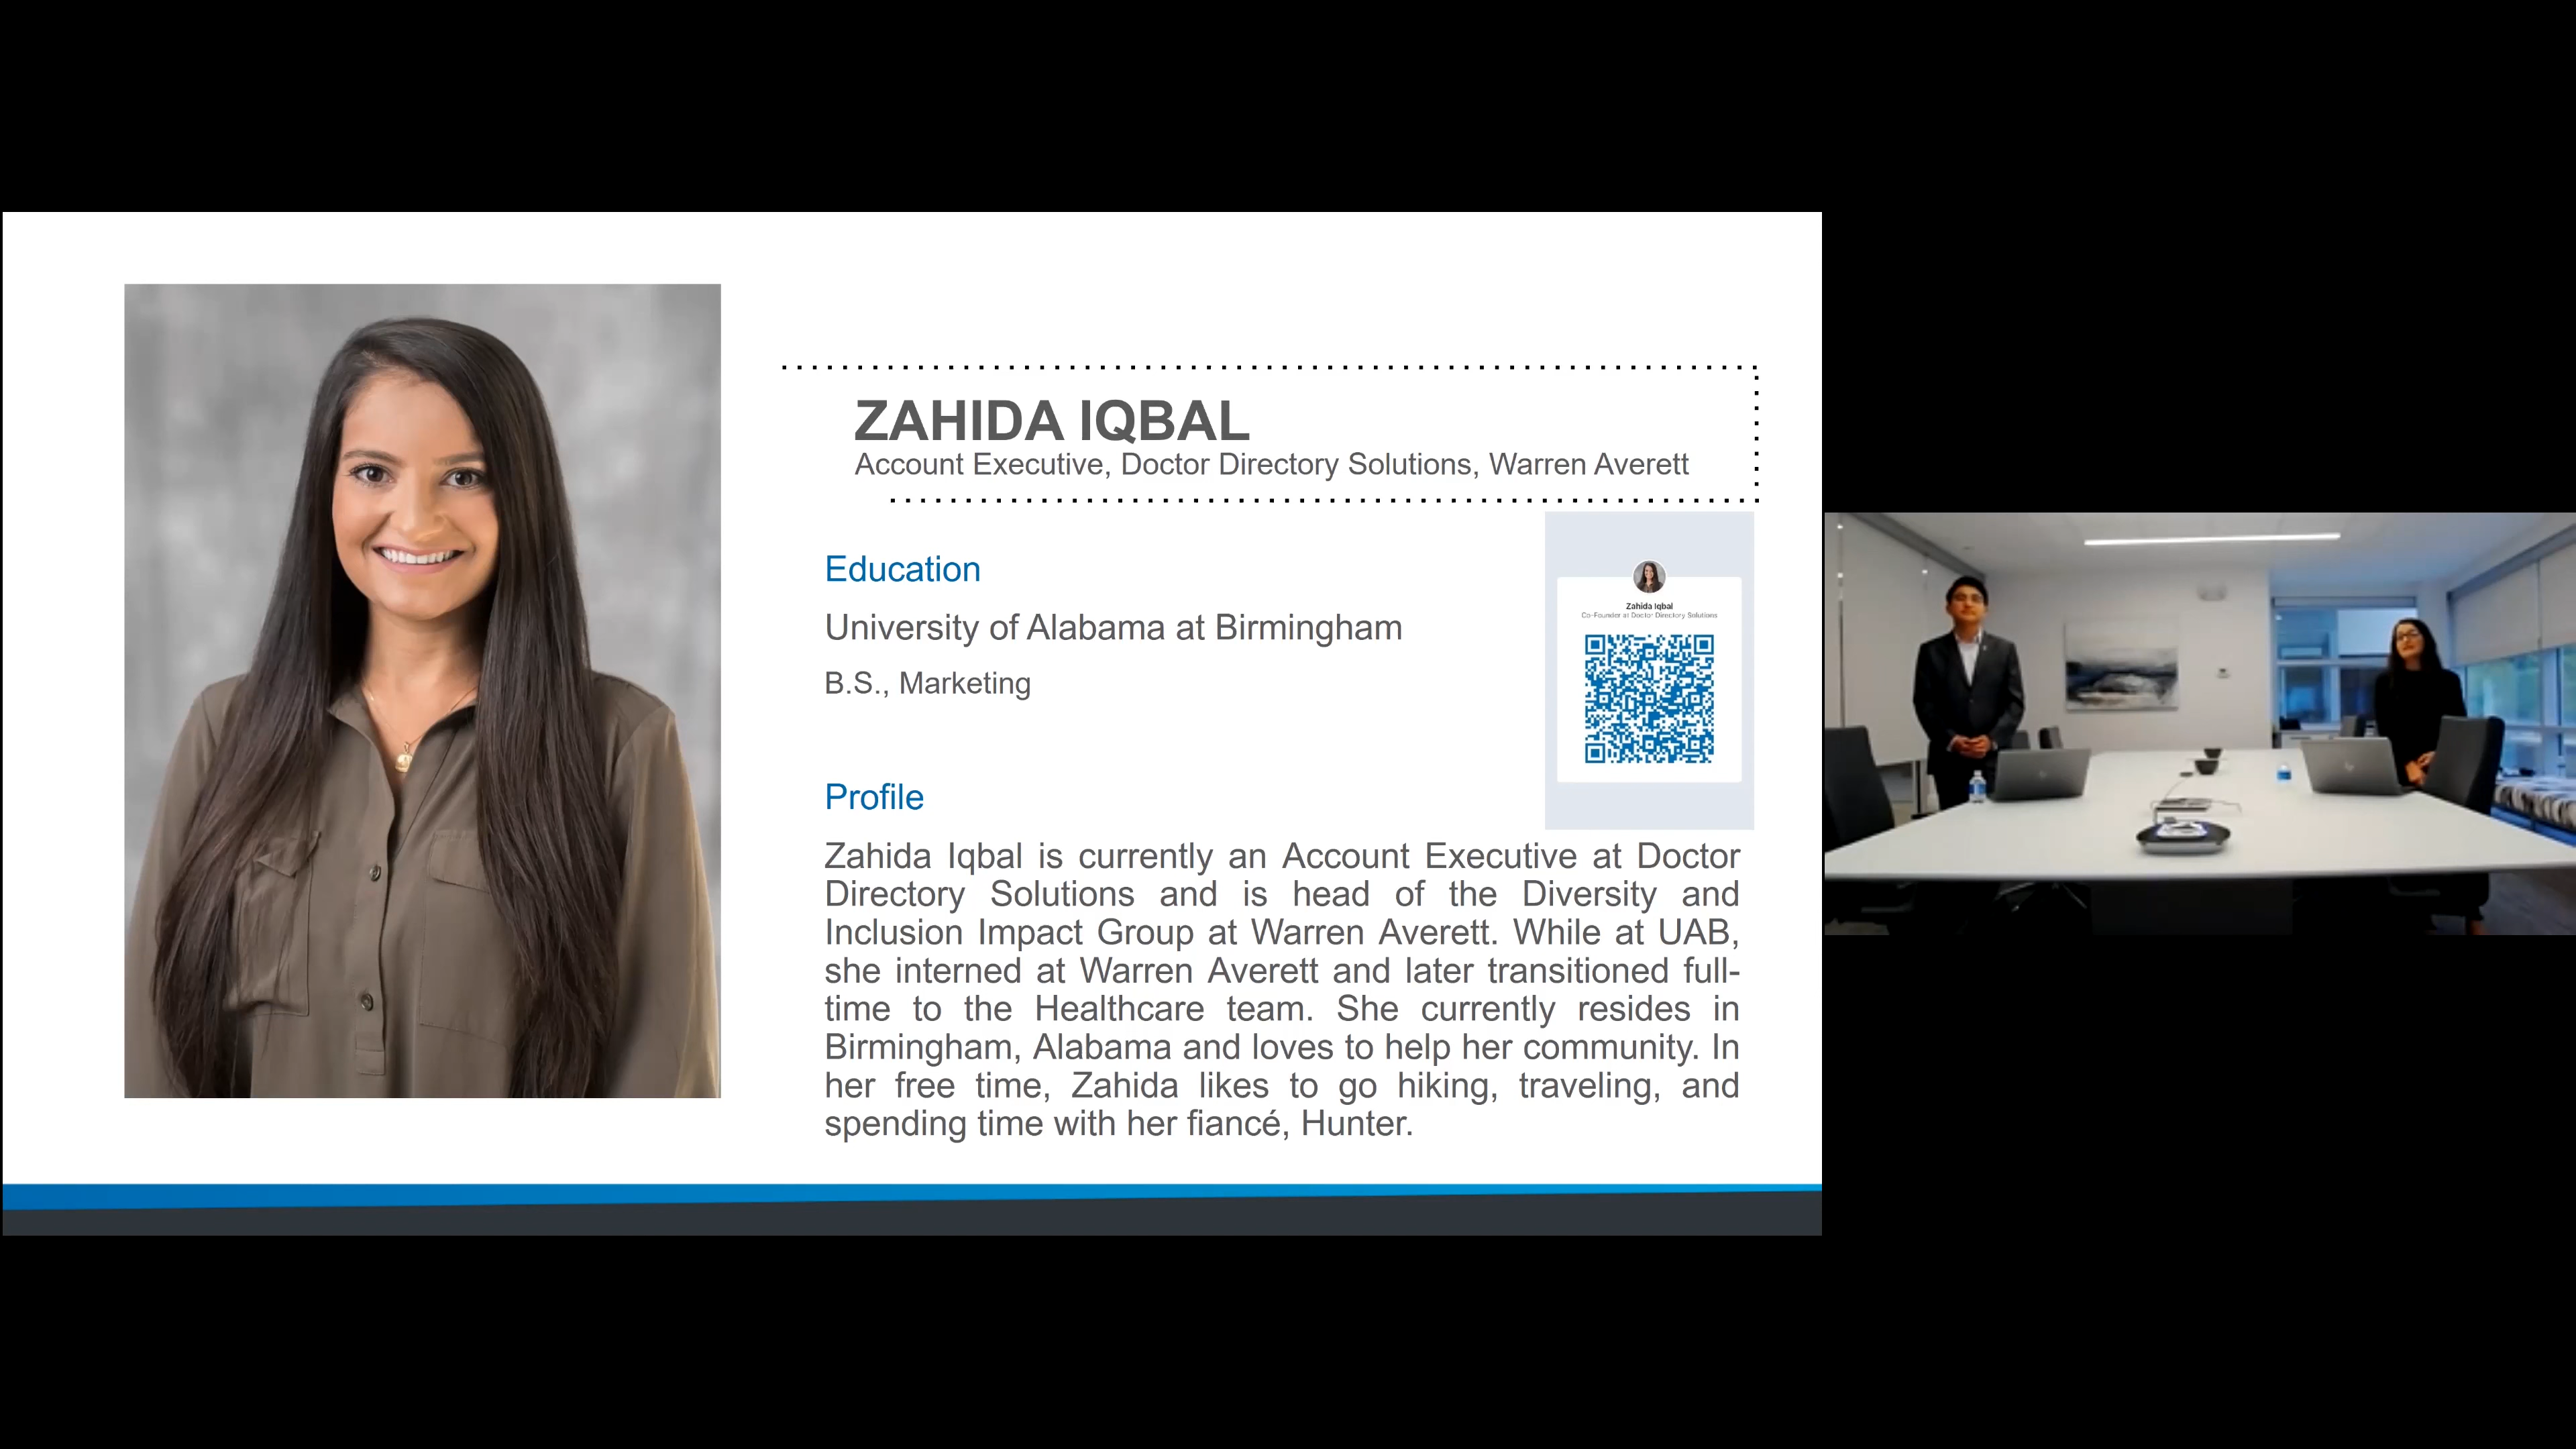 ZAHIDA IQBAL
Account Executive, Doctor Directory Solutions, Warren Averett
Education
University of Alabama at Birmingham
B.S., Marketing
Zahida Iqbal
Co-Founder at Doctor Directory Solutions
Profile
Zahida Iqbal is currently an Account Executive at Doctor
Directory Solutions and is head of the Diversity and
Inclusion Impact Group at Warren Averett. While at UAB,
she interned at Warren Averett and later transitioned full-
time to the Healthcare team. She currently resides in
Birmingham, Alabama and loves to help her community. In
her free time, Zahida likes to go hiking, traveling, and
spending time with her fiancé, Hunter.